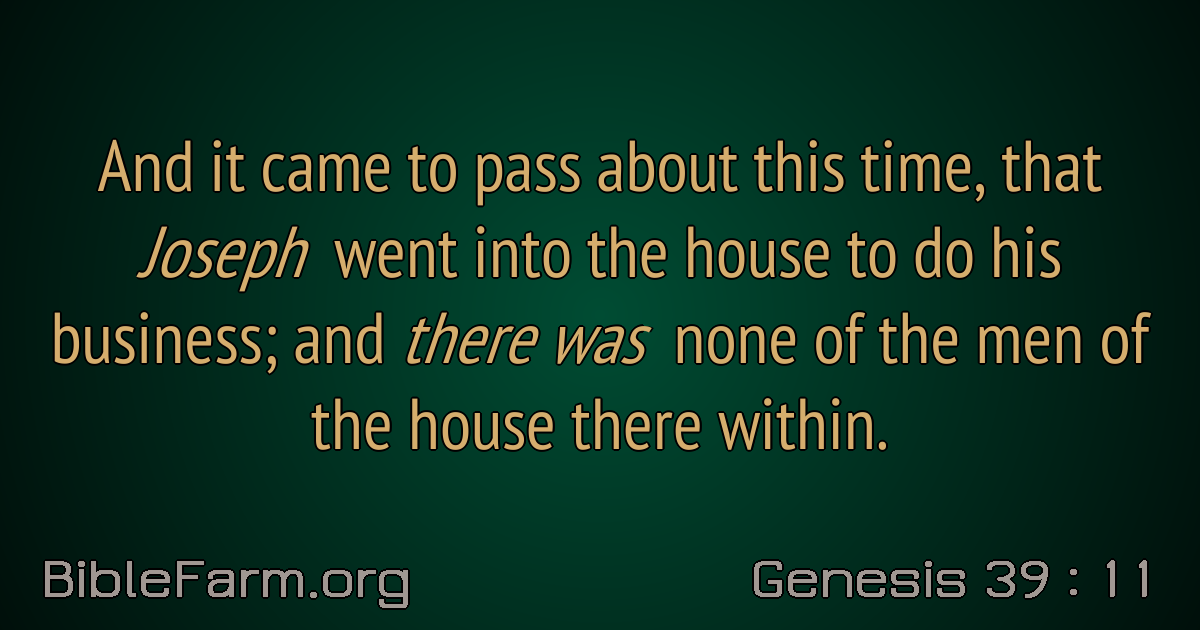 And it came to pass about this time, that
Joseph went into the house to do his
business; and there was none of the men of
the house there within.
BibleFarm.org
Genesis 39 : 11